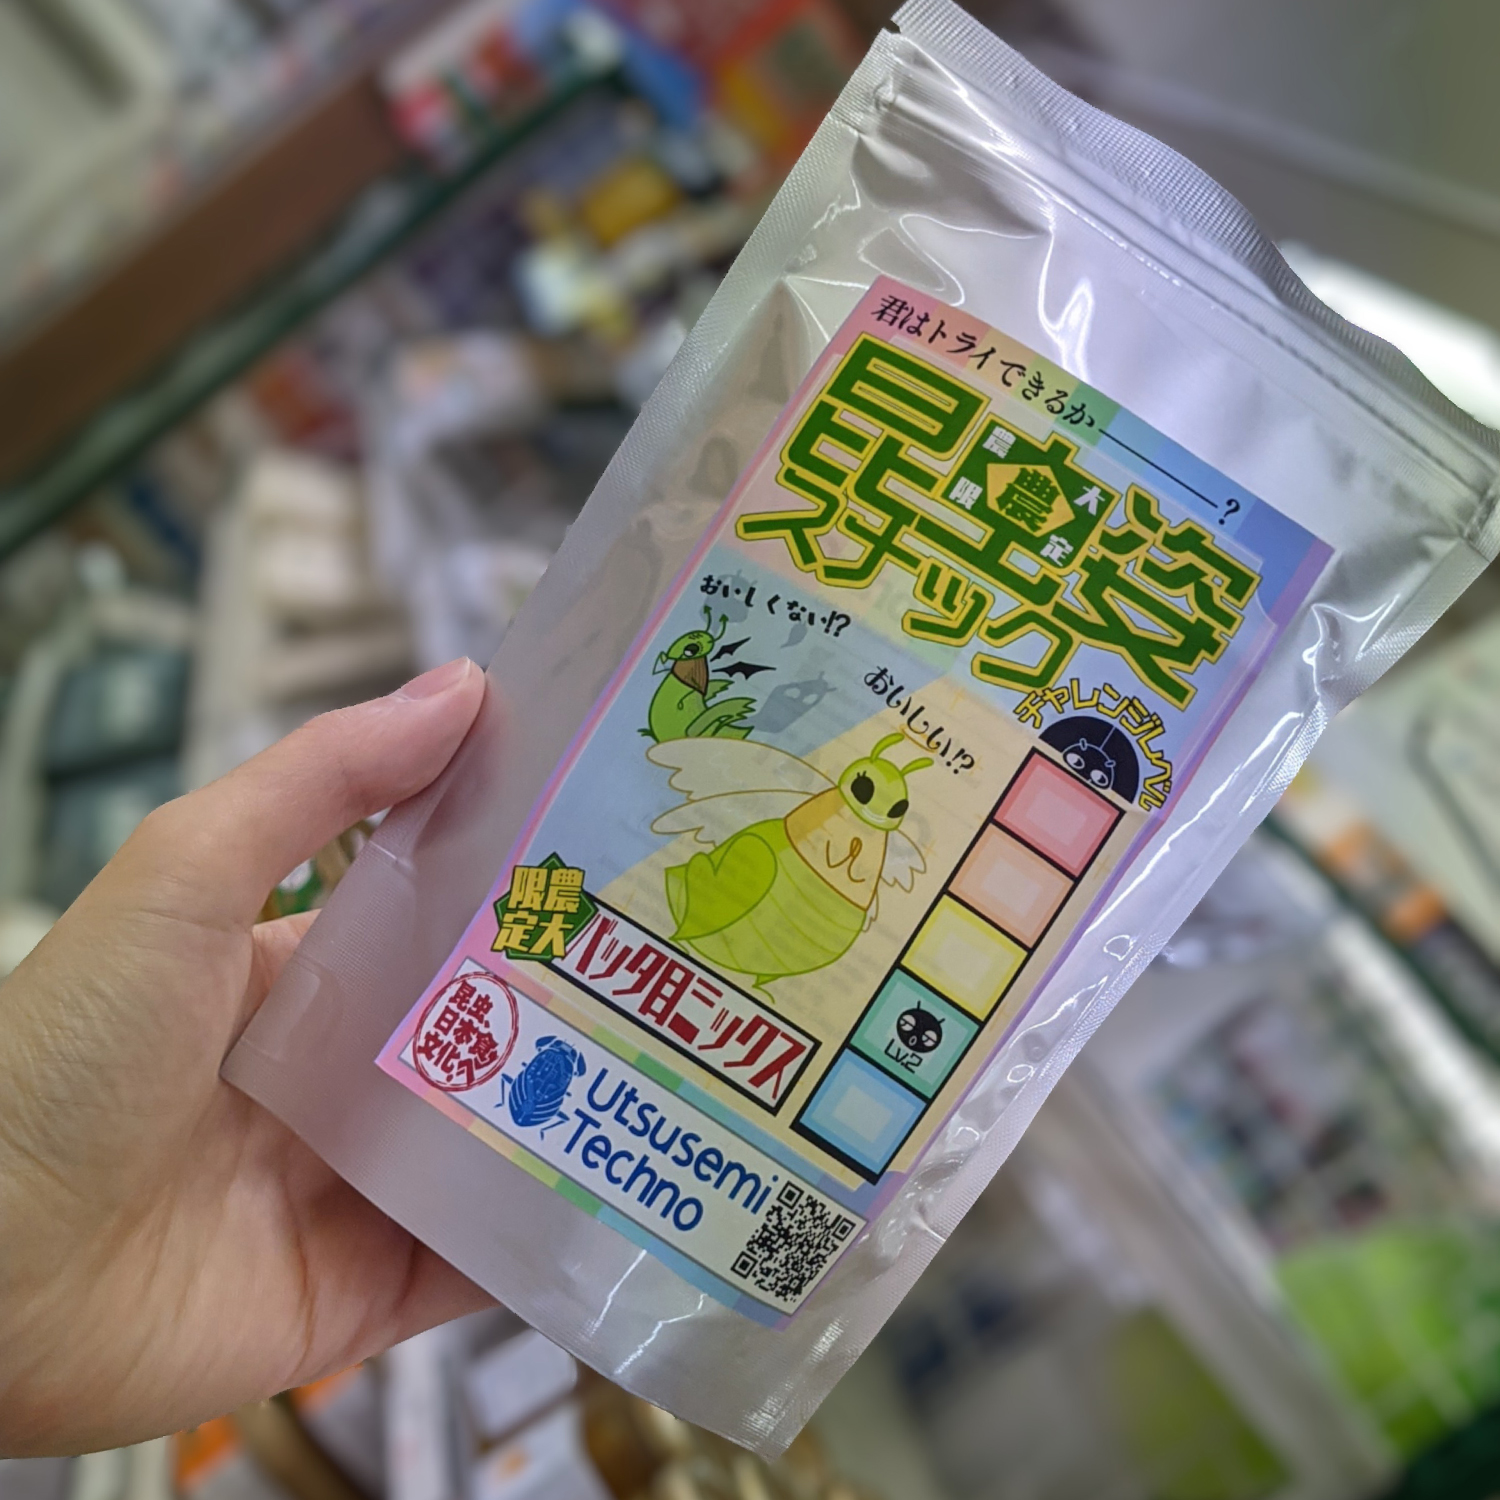 君はトライできるか――?
昆虫姿
農大限定
農
スナック
おいしくない!?
おいしい!?
チャレンジレベル
Lv.2
農大限定
バッタ目ミックス
昆虫、
日本食
文化へ!
Utsusemi
Techno